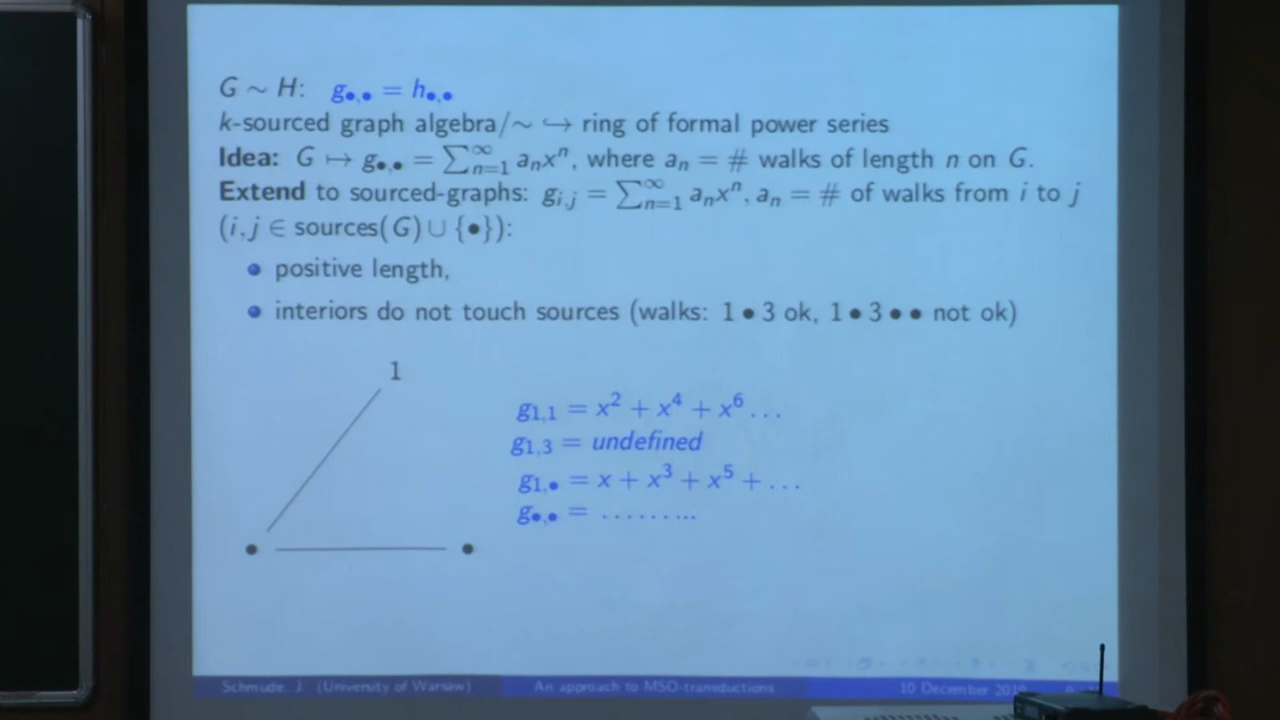 G ∼ H: g•,• = h•,•
k-sourced graph algebra/∼ ↪ ring of formal power series
Idea: G ↦ g•,• = ∑_{n=1}^∞ aₙxⁿ, where aₙ = # walks of length n on G.
Extend to sourced-graphs: g_{i,j} = ∑_{n=1}^∞ aₙxⁿ, aₙ = # of walks from i to j
(i, j ∈ sources(G) ∪ {•}):
positive length,
interiors do not touch sources (walks: 1 • 3 ok, 1 • 3 • • not ok)
1
g₁,₁ = x² + x⁴ + x⁶ …
g₁,₃ = undefined
g₁,• = x + x³ + x⁵ + …
g•,• = .........
Schmude, J. (University of Warsaw) An approach to MSO-transductions 10 December